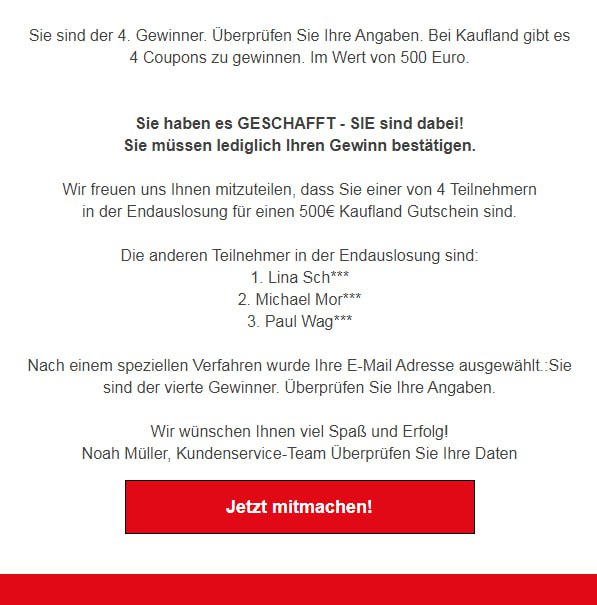 Sie sind der 4. Gewinner. Überprüfen Sie Ihre Angaben. Bei Kaufland gibt es
4 Coupons zu gewinnen. Im Wert von 500 Euro.
Sie haben es GESCHAFFT - SIE sind dabei!
Sie müssen lediglich Ihren Gewinn bestätigen.
Wir freuen uns Ihnen mitzuteilen, dass Sie einer von 4 Teilnehmern
in der Endauslosung für einen 500€ Kaufland Gutschein sind.
Die anderen Teilnehmer in der Endauslosung sind:
1. Lina Sch***
2. Michael Mor***
3. Paul Wag***
Nach einem speziellen Verfahren wurde Ihre E-Mail Adresse ausgewählt.:Sie
sind der vierte Gewinner. Überprüfen Sie Ihre Angaben.
Wir wünschen Ihnen viel Spaß und Erfolg!
Noah Müller, Kundenservice-Team Überprüfen Sie Ihre Daten
Jetzt mitmachen!